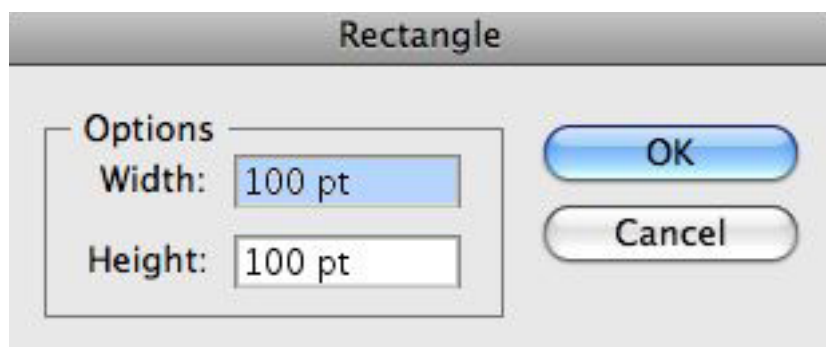 Rectangle
Options
Width: 100 pt
Height: 100 pt
OK
Cancel